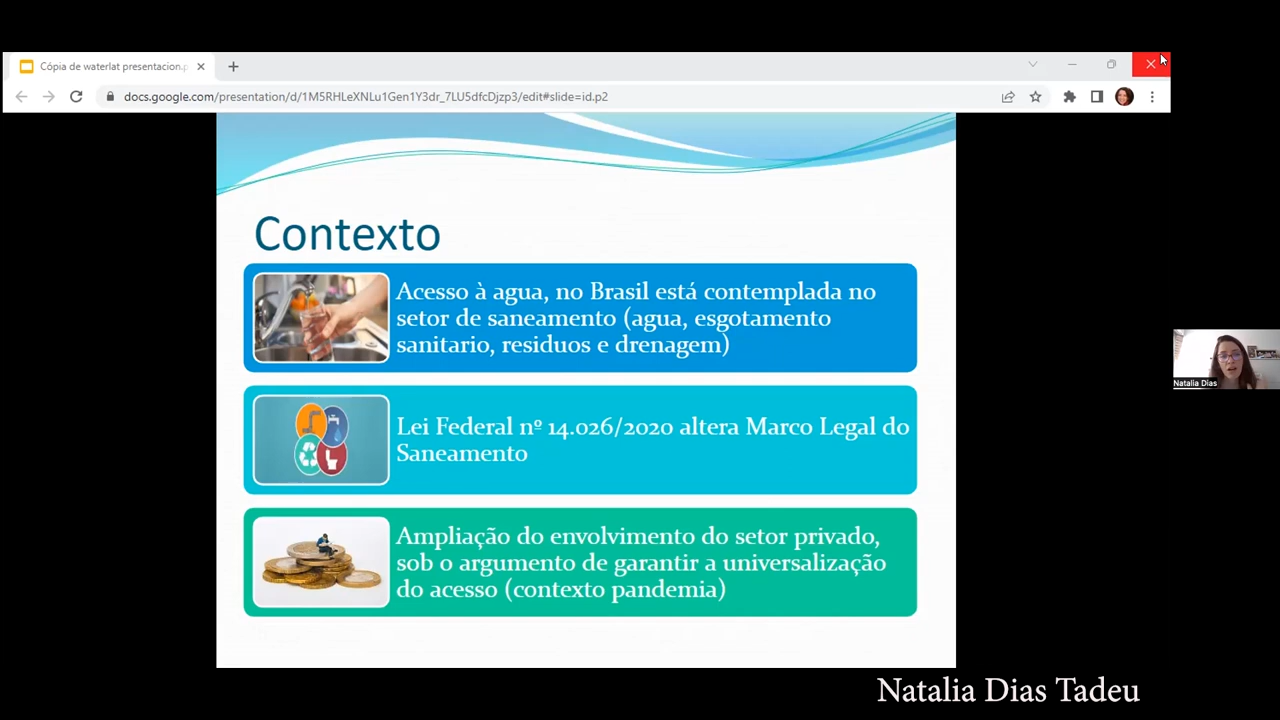 Cópia de waterlat presentacion.p
docs.google.com/presentation/d/1M5RHLeXNLu1Gen1Y3dr_7LU5dfcDjzp3/edit#slide=id.p2
Contexto
Acesso à agua, no Brasil está contemplada no
setor de saneamento (agua, esgotamento
sanitario, residuos e drenagem)
Lei Federal nº 14.026/2020 altera Marco Legal do
Saneamento
Ampliação do envolvimento do setor privado,
sob o argumento de garantir a universalização
do acesso (contexto pandemia)
Natalia Dias
Natalia Dias Tadeu